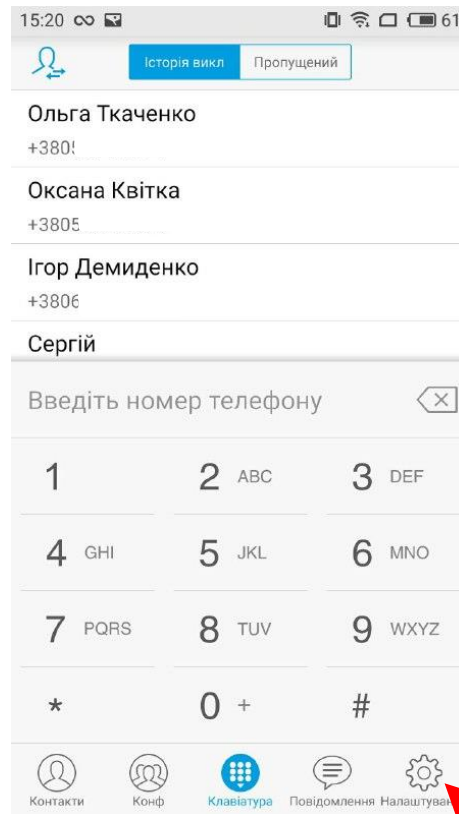 15:20 61
Історія викл Пропущений
Ольга Ткаченко
+380
Оксана Квітка
+3805
Ігор Демиденко
+3806
Сергій
Введіть номер телефону
1 2 ABC 3 DEF
4 GHI 5 JKL 6 MNO
7 PQRS 8 TUV 9 WXYZ
* 0 + #
Контакти Конф Клавіатура Повідомлення